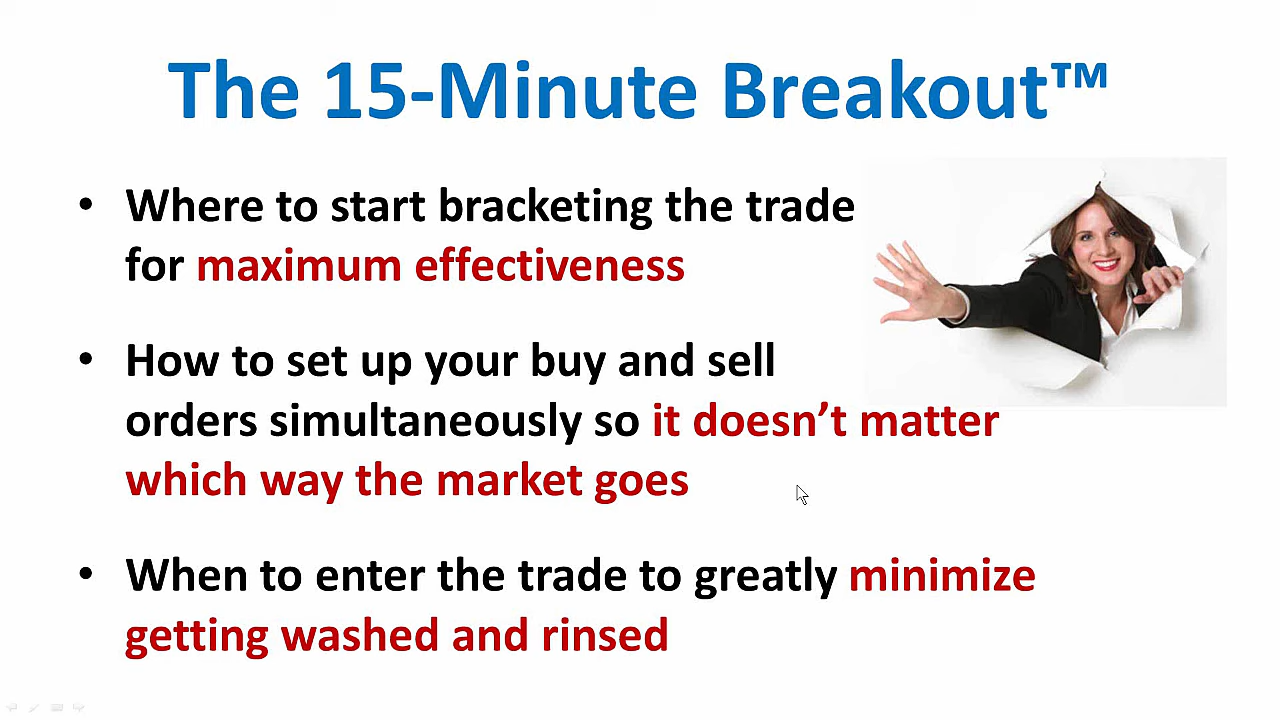 The 15-Minute Breakout™
• Where to start bracketing the trade
for maximum effectiveness
• How to set up your buy and sell
orders simultaneously so it doesn’t matter
which way the market goes
• When to enter the trade to greatly minimize
getting washed and rinsed